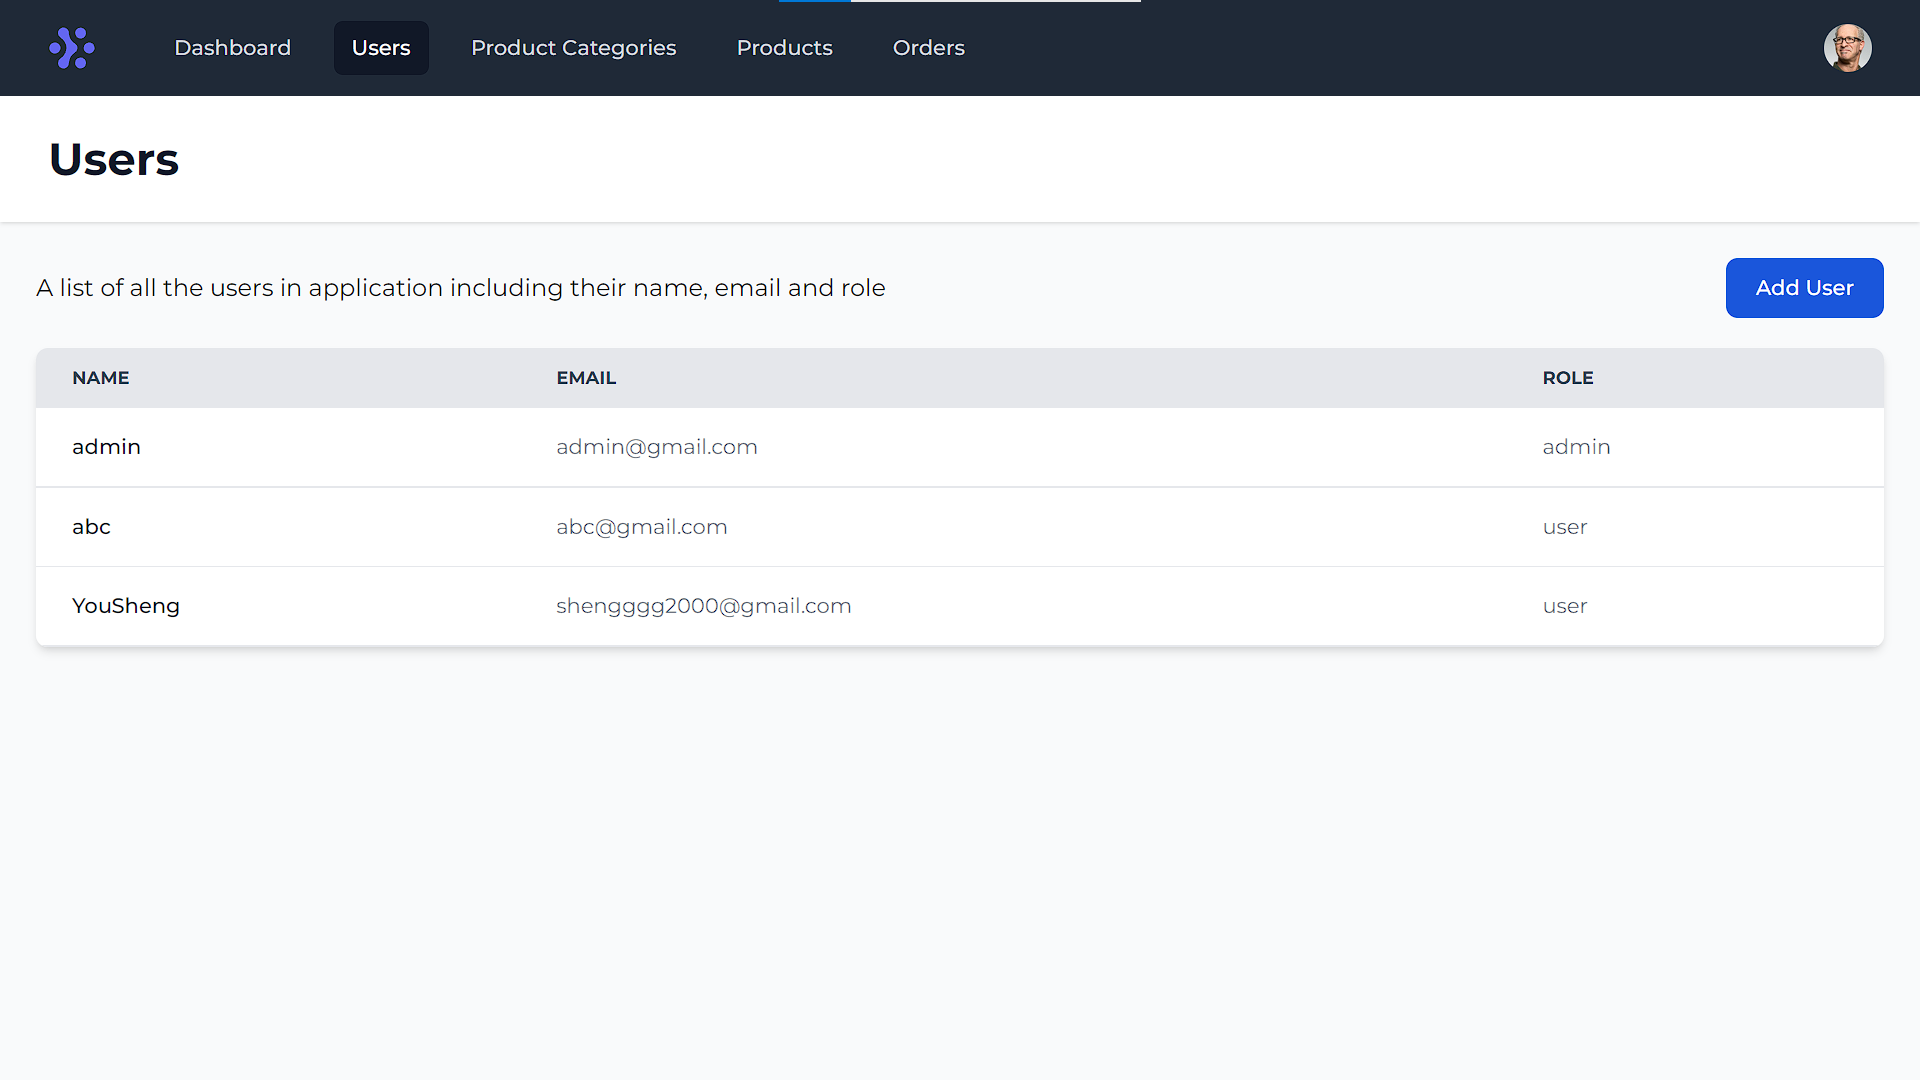 Dashboard Users Product Categories Products Orders
Users
A list of all the users in application including their name, email and role Add User
NAME EMAIL ROLE
admin admin@gmail.com admin
abc abc@gmail.com user
YouSheng shengggg2000@gmail.com user